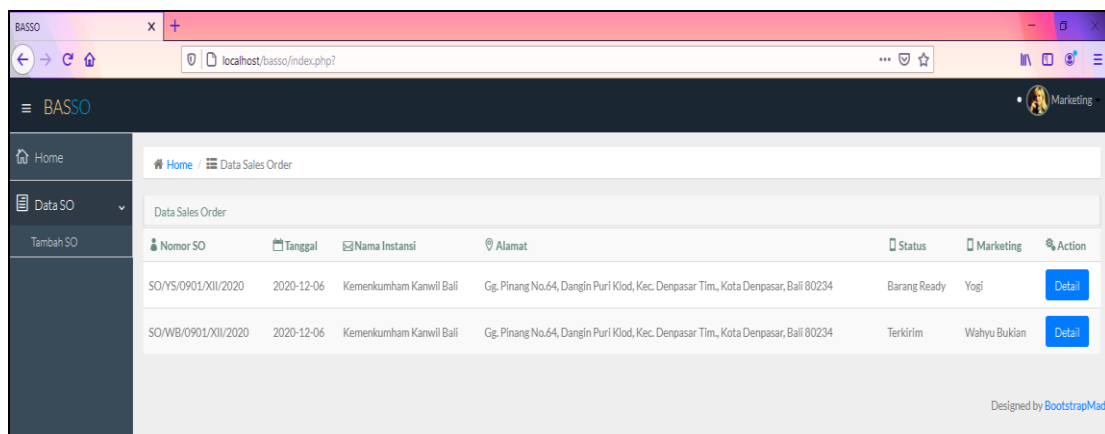 BASSO
localhost/basso/index.php?
BASSO
Marketing
Home
Home / Data Sales Order
Data SO
Tambah SO
Data Sales Order
Nomor SO Tanggal Nama Instansi Alamat Status Marketing Action
SO/YS/0901/XII/2020 2020-12-06 Kemenkumham Kanwil Bali Gg. Pinang No.64, Dangin Puri Klod, Kec. Denpasar Tim., Kota Denpasar, Bali 80234 Barang Ready Yogi Detail
SO/WB/0901/XII/2020 2020-12-06 Kemenkumham Kanwil Bali Gg. Pinang No.64, Dangin Puri Klod, Kec. Denpasar Tim., Kota Denpasar, Bali 80234 Terkirim Wahyu Bukian Detail
Designed by BootstrapMad